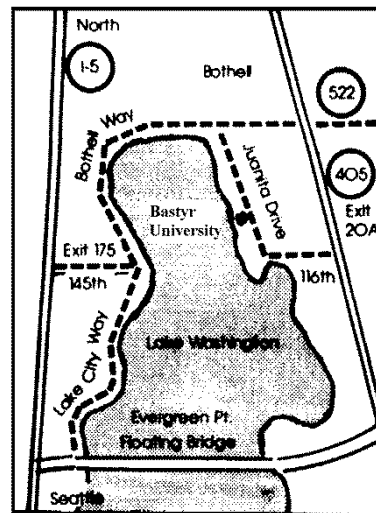 North
I-5
Bothell
522
Bothell Way
Juanita Drive
405
Exit
20A
Bastyr
University
Exit 175
145th
116th
Lake City Way
Lake Washington
Evergreen Pt.
Floating Bridge
Seattle